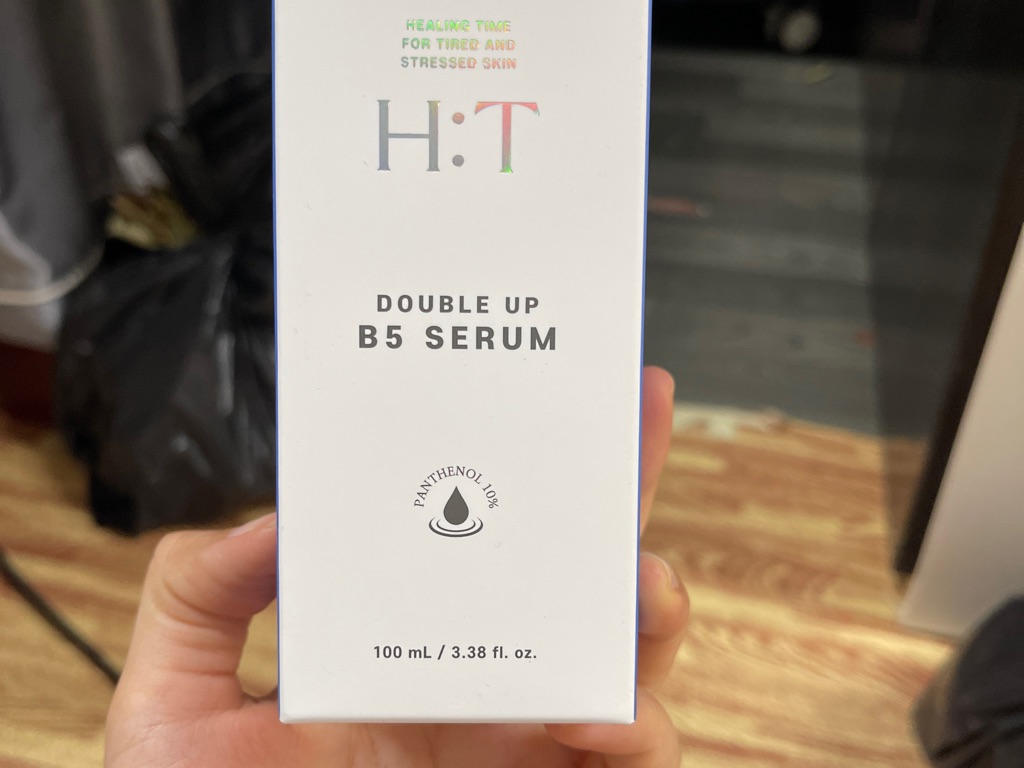 HEALING TIME
FOR TIRED AND
STRESSED SKIN
H:T
DOUBLE UP
B5 SERUM
PANTHENOL 10%
100 mL / 3.38 fl. oz.